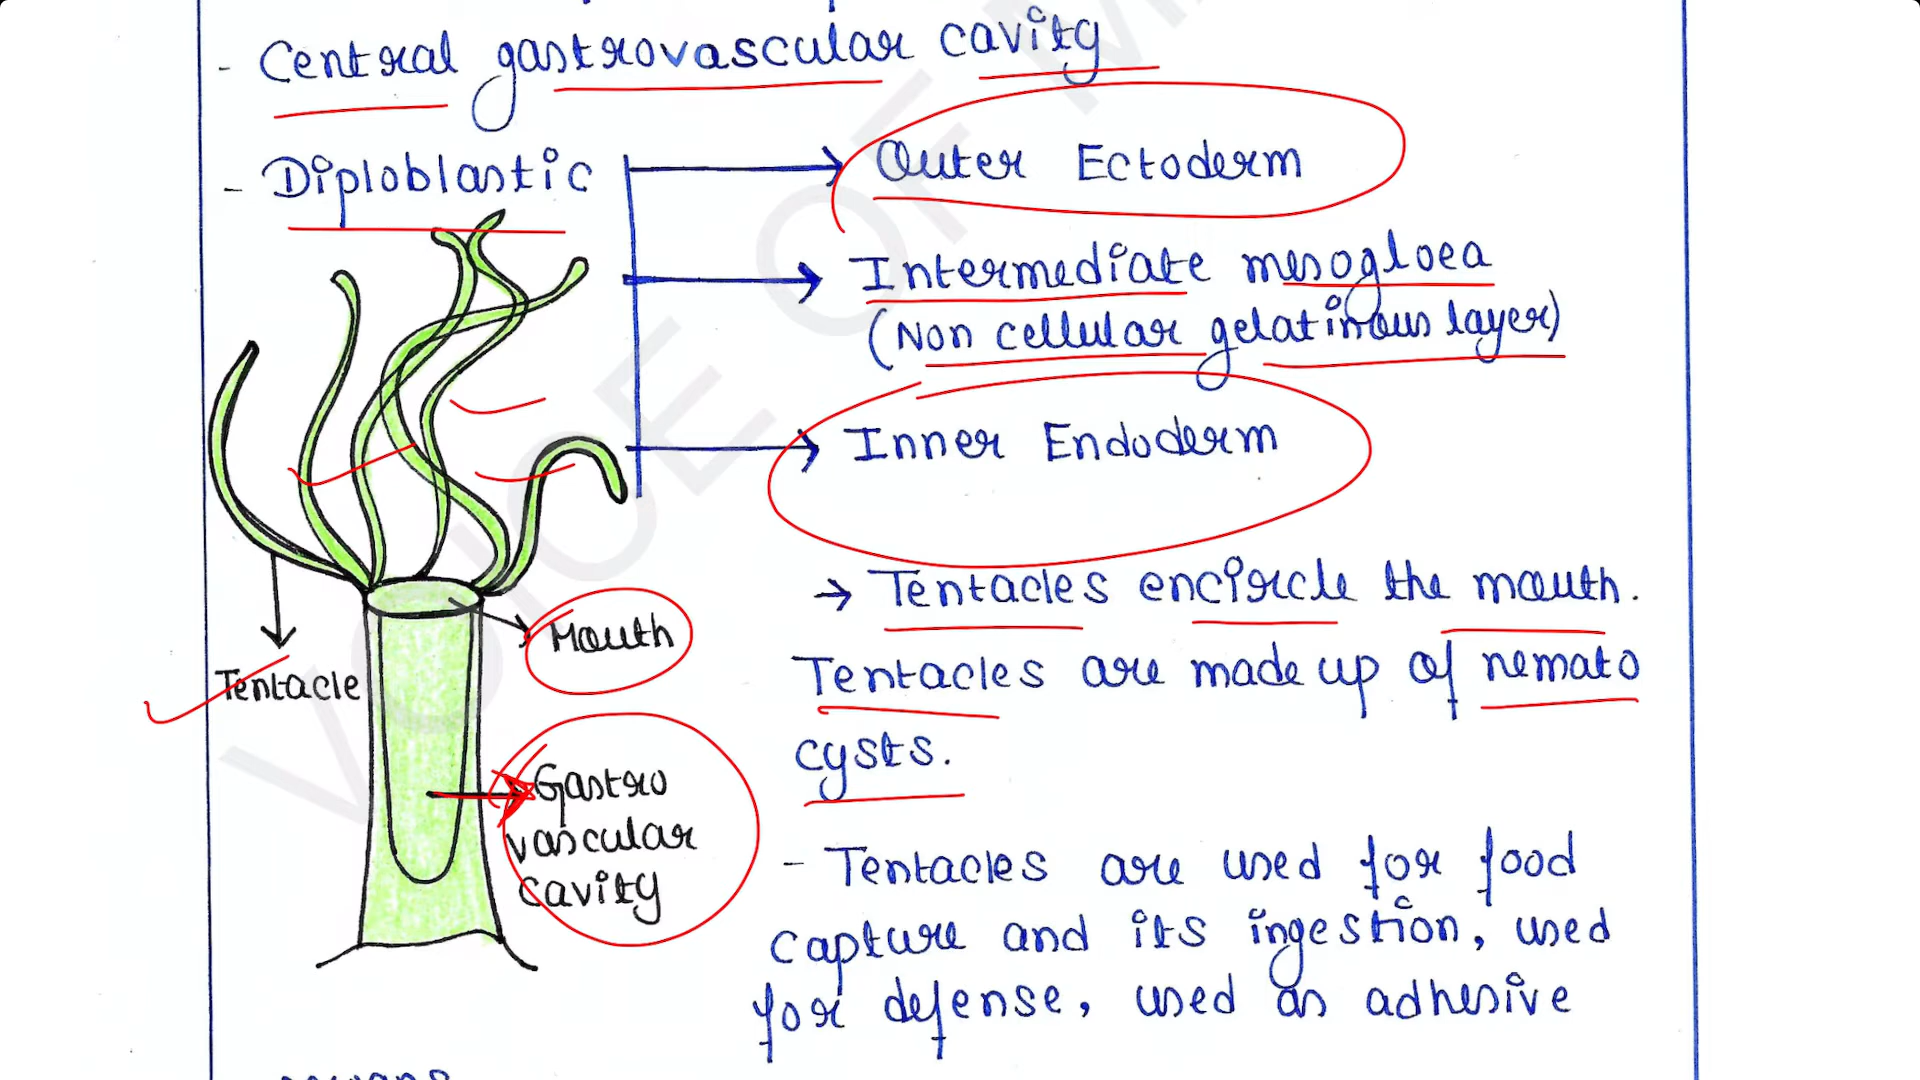 - Central gastrovascular cavity
- Diploblastic
Outer Ectoderm
Intermediate mesogloea
(Non cellular gelatinous layer)
Inner Endoderm
→ Tentacles encircle the mouth.
Tentacles are made up of nemato
cysts.
- Tentacles are used for food
capture and its ingestion, used
for defense, used as adhesive
Mouth
Tentacle
Gastro
vascular
cavity
VOICE OF